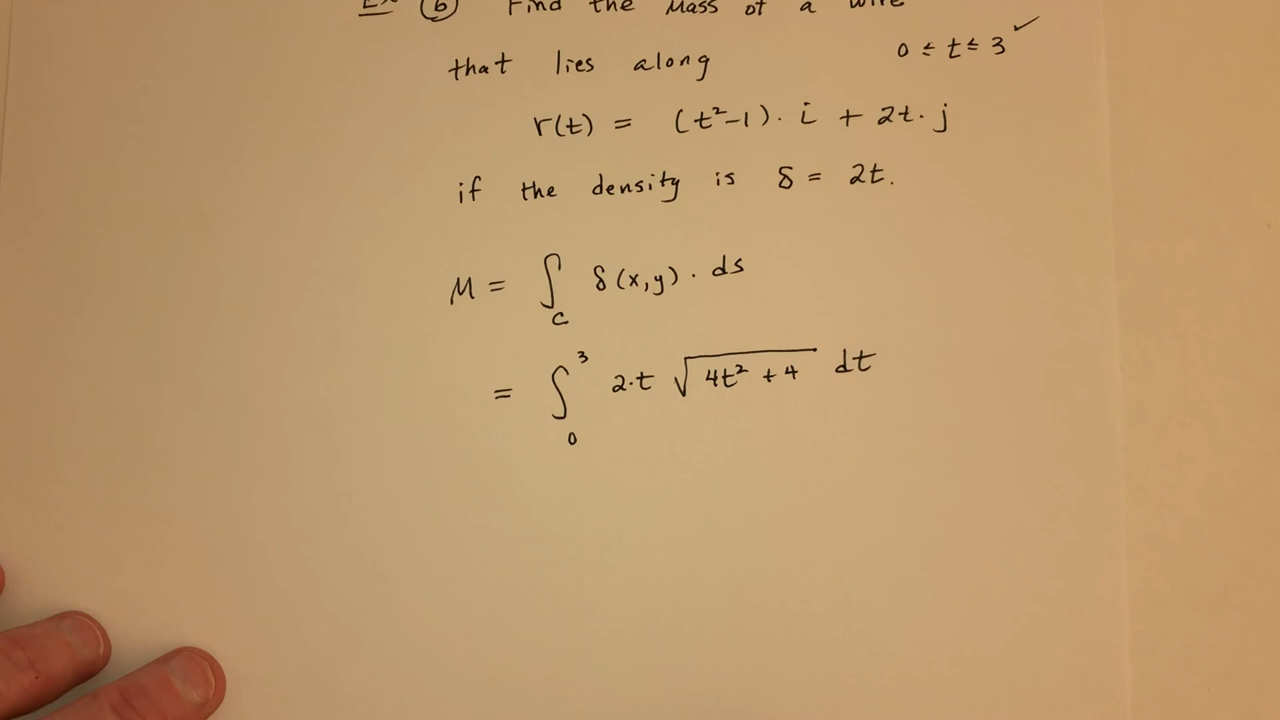 Ex (b) Find the Mass of a wire
that lies along 0 ≤ t ≤ 3 ✓
r(t) = (t²-1)· i + 2t· j
if the density is δ = 2t.
M = ∫_C δ(x,y) · ds
= ∫_0^3 2·t √(4t² + 4) dt